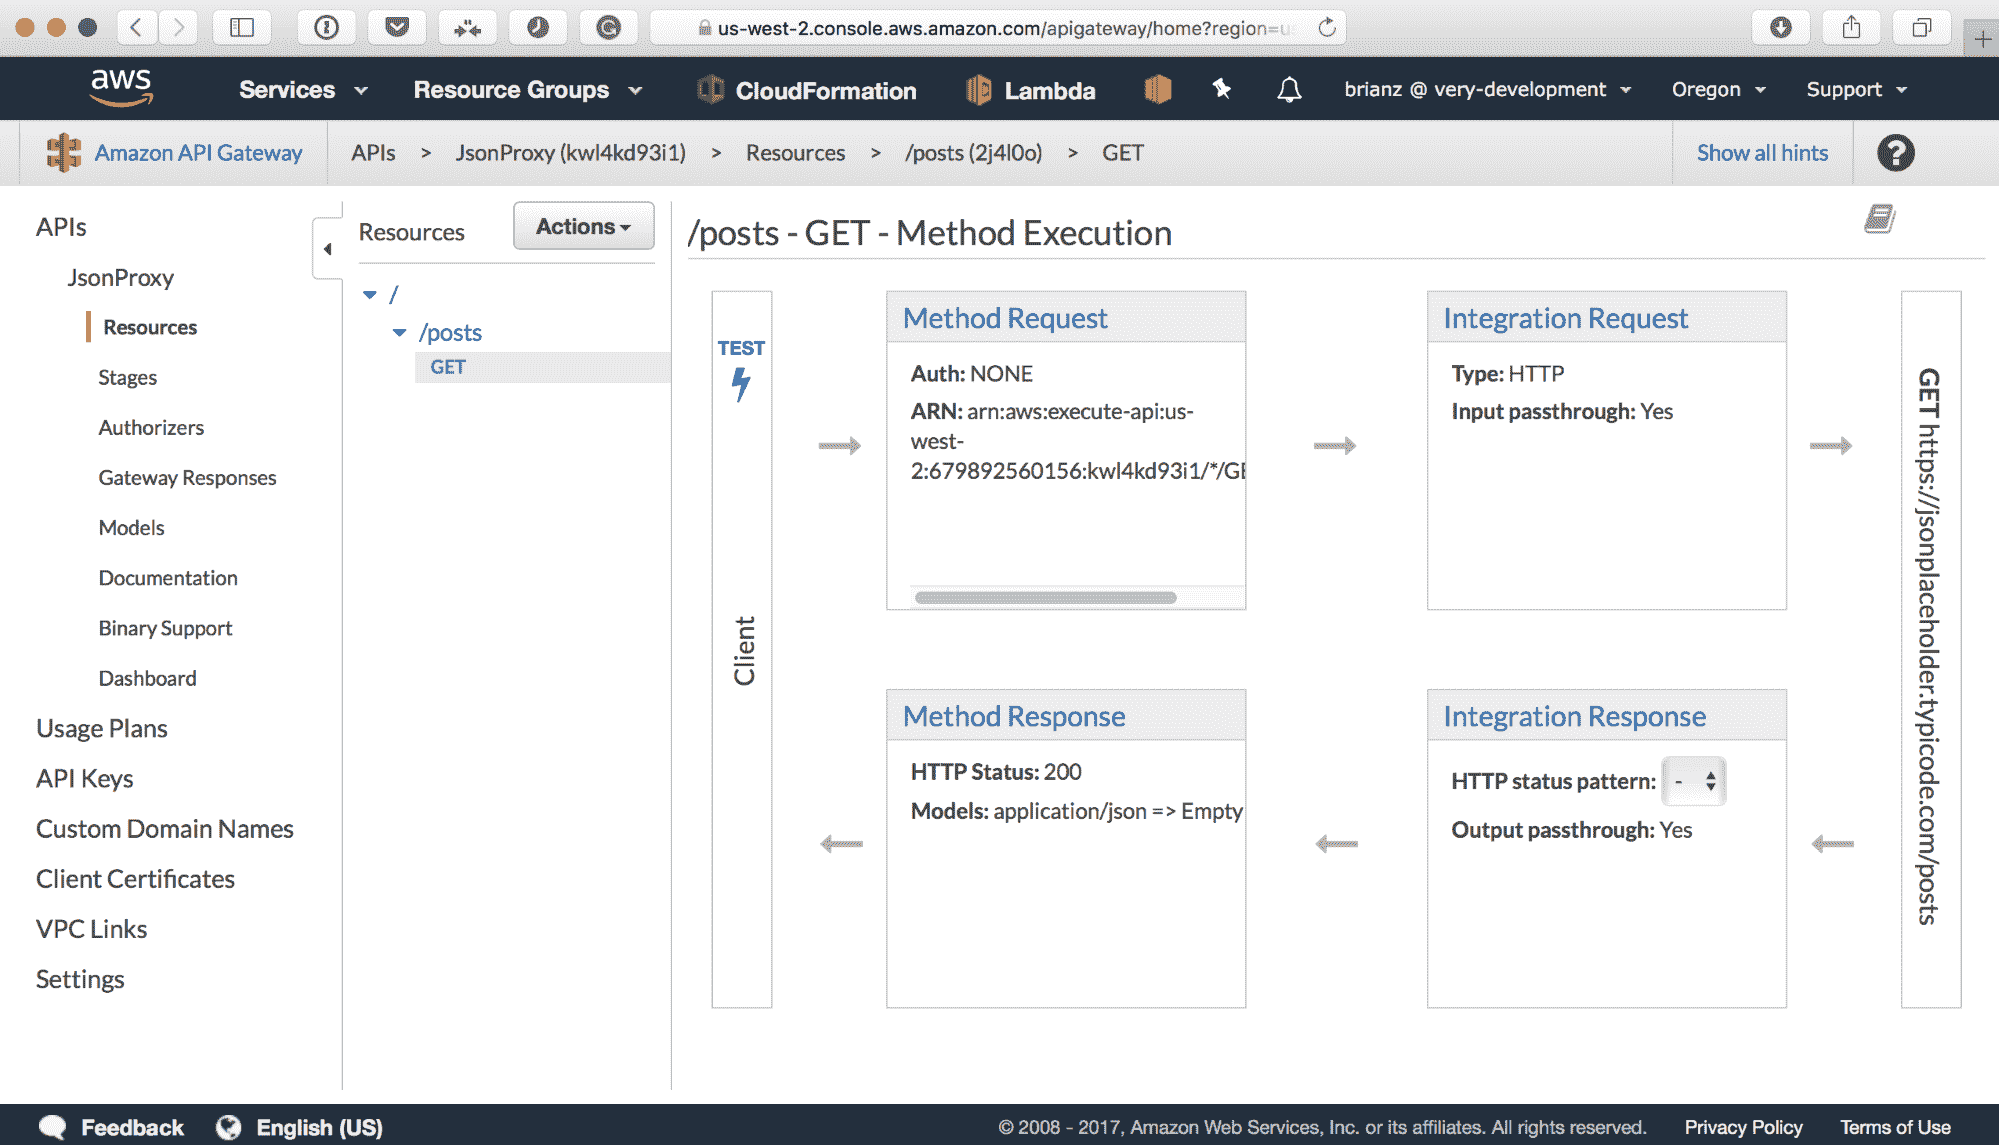 us-west-2.console.aws.amazon.com/apigateway/home?region=u
aws
Services
Resource Groups
CloudFormation
Lambda
brianz @ very-development
Oregon
Support
Amazon API Gateway
APIs > JsonProxy (kwl4kd93i1) > Resources > /posts (2j4l0o) > GET
Show all hints
APIs
JsonProxy
Resources
Stages
Authorizers
Gateway Responses
Models
Documentation
Binary Support
Dashboard
Usage Plans
API Keys
Custom Domain Names
Client Certificates
VPC Links
Settings
Resources
Actions
/
/posts
GET
/posts - GET - Method Execution
TEST
Client
Method Request
Auth: NONE
ARN: arn:aws:execute-api:us-
west-
2:679892560156:kwl4kd93i1/*/GE
Integration Request
Type: HTTP
Input passthrough: Yes
GET https://jsonplaceholder.typicode.com/posts
Method Response
HTTP Status: 200
Models: application/json => Empty
Integration Response
HTTP status pattern: -
Output passthrough: Yes
Feedback
English (US)
© 2008 - 2017, Amazon Web Services, Inc. or its affiliates. All rights reserved.
Privacy Policy
Terms of Use